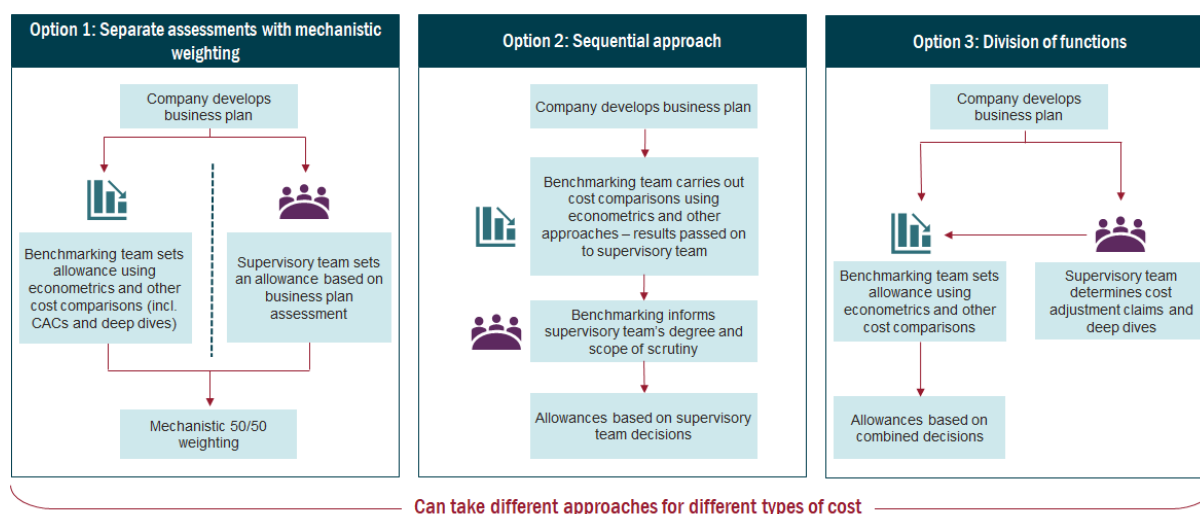 Option 1: Separate assessments with mechanistic
weighting
Company develops
business plan
Benchmarking team sets
allowance using
econometrics and other
cost comparisons (incl.
CACs and deep dives)
Supervisory team sets
an allowance based on
business plan
assessment
Mechanistic 50/50
weighting
Option 2: Sequential approach
Company develops business plan
Benchmarking team carries out
cost comparisons using
econometrics and other
approaches – results passed on
to supervisory team
Benchmarking informs
supervisory team's degree and
scope of scrutiny
Allowances based on supervisory
team decisions
Option 3: Division of functions
Company develops
business plan
Benchmarking team sets
allowance using
econometrics and other
cost comparisons
Supervisory team
determines cost
adjustment claims and
deep dives
Allowances based on
combined decisions
Can take different approaches for different types of cost